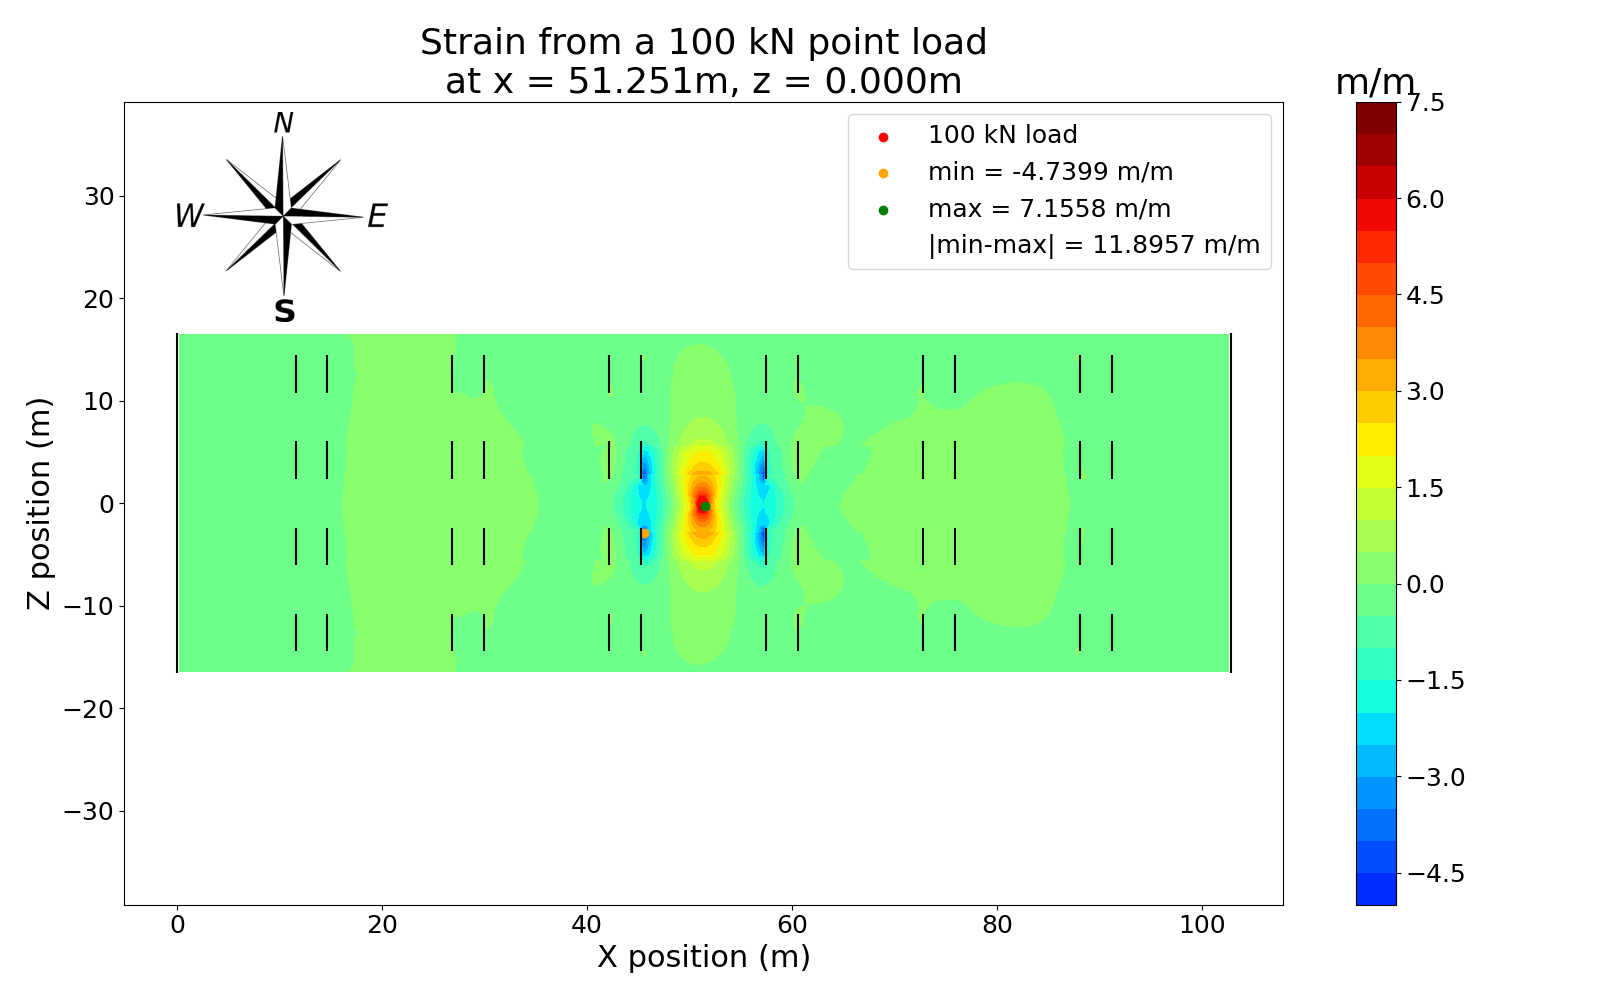 Strain from a 100 kN point load
at x = 51.251m, z = 0.000m
m/m
N
W
E
S
100 kN load
min = -4.7399 m/m
max = 7.1558 m/m
|min-max| = 11.8957 m/m
Z position (m)
30
20
10
0
−10
−20
−30
0
20
40
60
80
100
X position (m)
7.5
6.0
4.5
3.0
1.5
0.0
−1.5
−3.0
−4.5